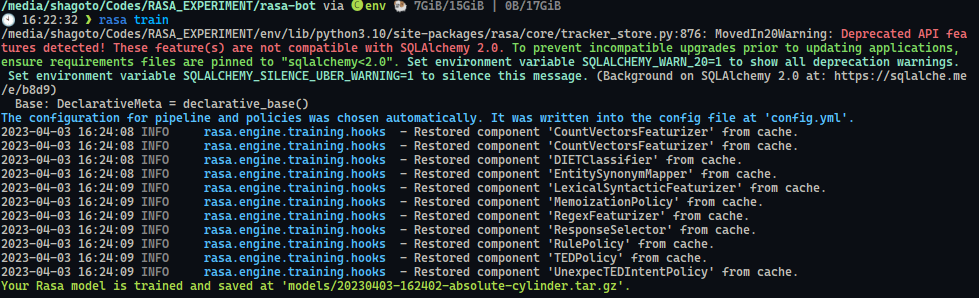 /media/shagoto/Codes/RASA_EXPERIMENT/rasa-bot via C env 7GiB/15GiB | 0B/17GiB
16:22:32 ❯ rasa train
/media/shagoto/Codes/RASA_EXPERIMENT/env/lib/python3.10/site-packages/rasa/core/tracker_store.py:876: MovedIn20Warning: Deprecated API fea
tures detected! These feature(s) are not compatible with SQLAlchemy 2.0. To prevent incompatible upgrades prior to updating applications,
ensure requirements files are pinned to "sqlalchemy<2.0". Set environment variable SQLALCHEMY_WARN_20=1 to show all deprecation warnings.
 Set environment variable SQLALCHEMY_SILENCE_UBER_WARNING=1 to silence this message. (Background on SQLAlchemy 2.0 at: https://sqlalche.me
/e/b8d9)
  Base: DeclarativeMeta = declarative_base()
The configuration for pipeline and policies was chosen automatically. It was written into the config file at 'config.yml'.
2023-04-03 16:24:08 INFO     rasa.engine.training.hooks  - Restored component 'CountVectorsFeaturizer' from cache.
2023-04-03 16:24:08 INFO     rasa.engine.training.hooks  - Restored component 'CountVectorsFeaturizer' from cache.
2023-04-03 16:24:08 INFO     rasa.engine.training.hooks  - Restored component 'DIETClassifier' from cache.
2023-04-03 16:24:08 INFO     rasa.engine.training.hooks  - Restored component 'EntitySynonymMapper' from cache.
2023-04-03 16:24:09 INFO     rasa.engine.training.hooks  - Restored component 'LexicalSyntacticFeaturizer' from cache.
2023-04-03 16:24:09 INFO     rasa.engine.training.hooks  - Restored component 'MemoizationPolicy' from cache.
2023-04-03 16:24:09 INFO     rasa.engine.training.hooks  - Restored component 'RegexFeaturizer' from cache.
2023-04-03 16:24:09 INFO     rasa.engine.training.hooks  - Restored component 'ResponseSelector' from cache.
2023-04-03 16:24:09 INFO     rasa.engine.training.hooks  - Restored component 'RulePolicy' from cache.
2023-04-03 16:24:09 INFO     rasa.engine.training.hooks  - Restored component 'TEDPolicy' from cache.
2023-04-03 16:24:09 INFO     rasa.engine.training.hooks  - Restored component 'UnexpecTEDIntentPolicy' from cache.
Your Rasa model is trained and saved at 'models/20230403-162402-absolute-cylinder.tar.gz'.